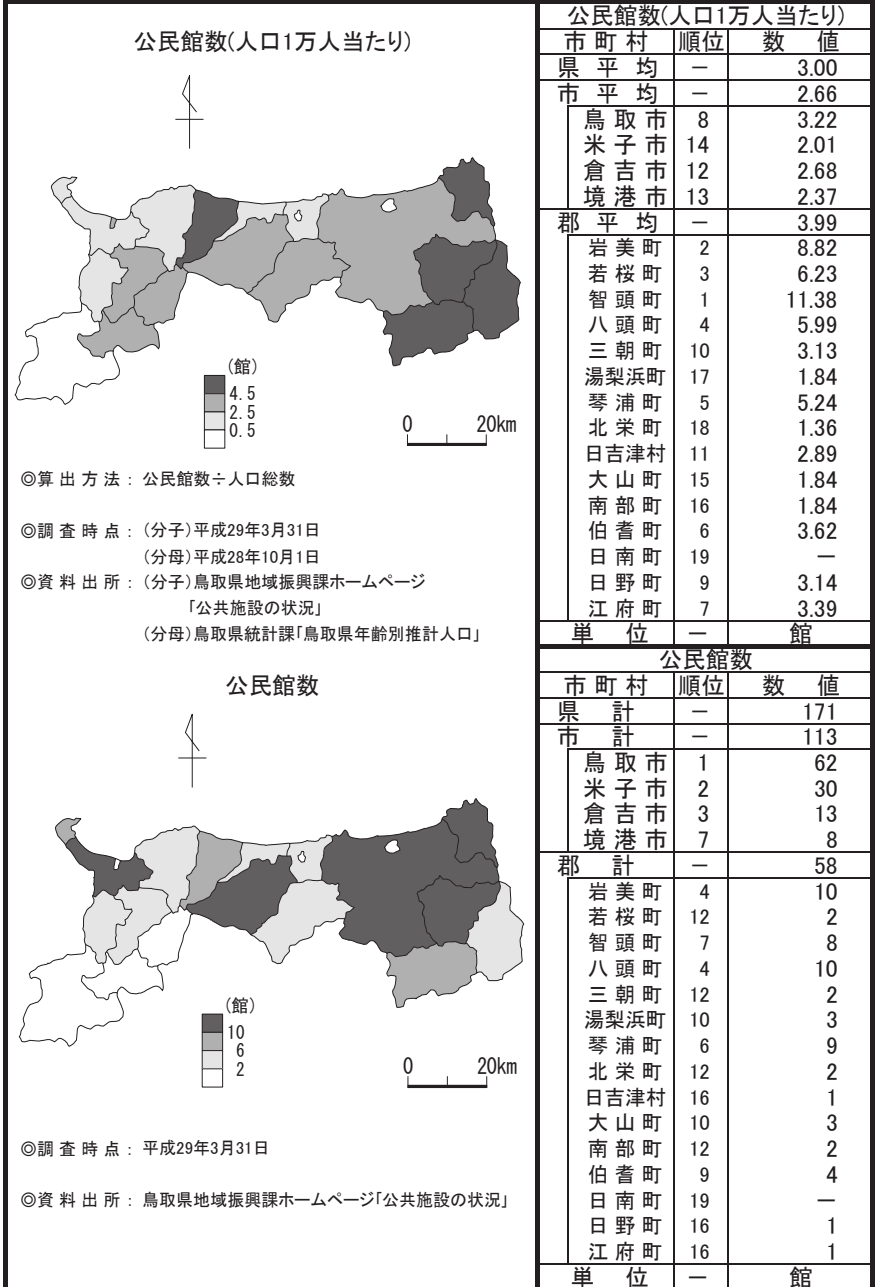 公民館数(人口1万人当たり)
(館)
4.5
2.5
0.5
0 20km
◎算出方法：公民館数÷人口総数
◎調査時点：(分子)平成29年3月31日
(分母)平成28年10月1日
◎資料出所：(分子)鳥取県地域振興課ホームページ
「公共施設の状況」
(分母)鳥取県統計課「鳥取県年齢別推計人口」
公民館数(人口1万人当たり)
市町村 順位 数値
県平均 － 3.00
市平均 － 2.66
鳥取市 8 3.22
米子市 14 2.01
倉吉市 12 2.68
境港市 13 2.37
郡平均 － 3.99
岩美町 2 8.82
若桜町 3 6.23
智頭町 1 11.38
八頭町 4 5.99
三朝町 10 3.13
湯梨浜町 17 1.84
琴浦町 5 5.24
北栄町 18 1.36
日吉津村 11 2.89
大山町 15 1.84
南部町 16 1.84
伯耆町 6 3.62
日南町 19 －
日野町 9 3.14
江府町 7 3.39
単位 － 館
公民館数
(館)
10
6
2
0 20km
◎調査時点：平成29年3月31日
◎資料出所：鳥取県地域振興課ホームページ「公共施設の状況」
公民館数
市町村 順位 数値
県計 － 171
市計 － 113
鳥取市 1 62
米子市 2 30
倉吉市 3 13
境港市 7 8
郡計 － 58
岩美町 4 10
若桜町 12 2
智頭町 7 8
八頭町 4 10
三朝町 12 2
湯梨浜町 10 3
琴浦町 6 9
北栄町 12 2
日吉津村 16 1
大山町 10 3
南部町 12 2
伯耆町 9 4
日南町 19 －
日野町 16 1
江府町 16 1
単位 － 館